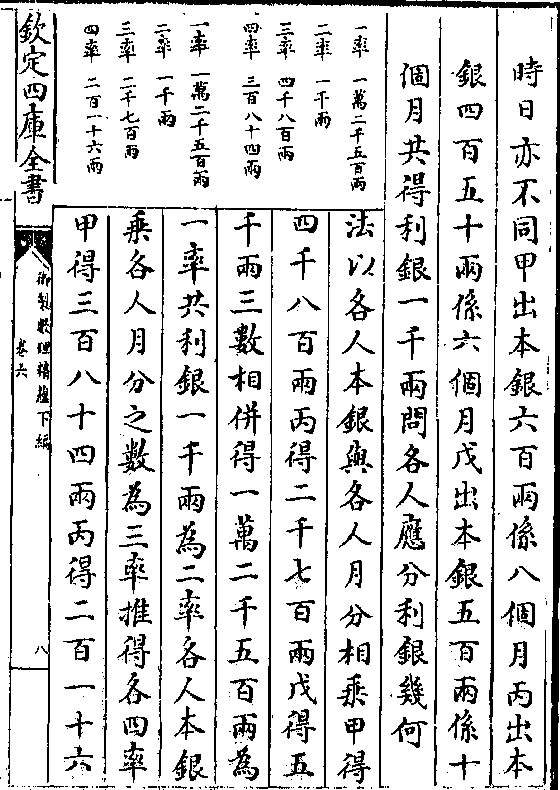 時日亦不同甲出本銀六百兩係八個月丙出本
銀四百五十兩係六個月戊出本銀五百兩係十
個月共得利銀一千兩問各人應分利銀幾何
法以各人本銀與各人月分相乗甲得
四千八百兩丙得二千七百兩戊得五
千兩三數相併得一萬二千五百兩為
一率共利銀一千兩為二率各人本銀
乗各人月分之數為三率推得各四率
甲得三百八十四兩丙得二百一十六
一率 一萬二千五百兩
二率 一千兩
三率 四千八百兩
四率 三百八十四兩
一率 一萬二千五百兩
二率 一千兩
三率 二千七百兩
四率 二百一十六兩
欽定四庫全書
御製數理精蘊下編
卷六
八